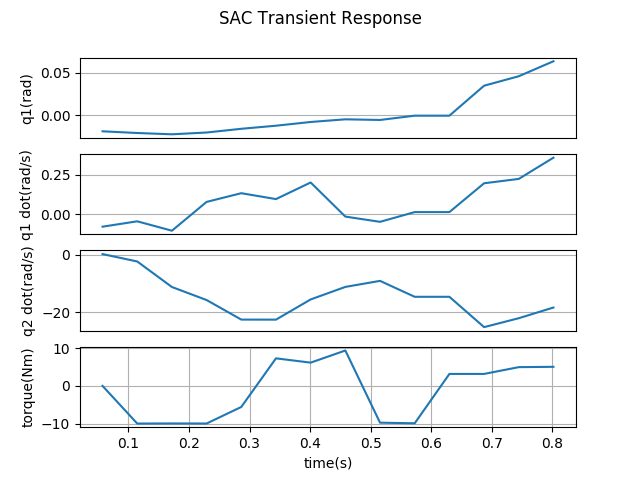 SAC Transient Response
q1(rad)
0.05
0.00
q1 dot(rad/s)
0.25
0.00
q2 dot(rad/s)
0
−20
torque(Nm)
10
0
−10
0.1 0.2 0.3 0.4 0.5 0.6 0.7 0.8
time(s)